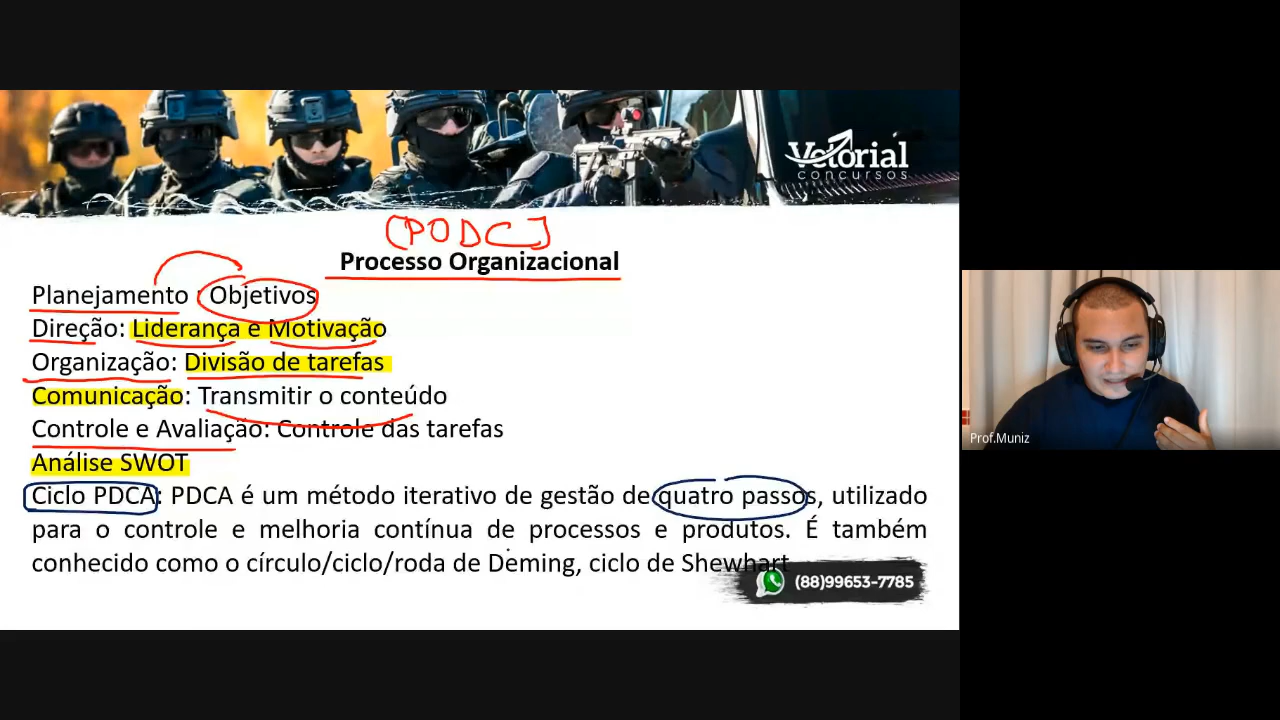 Vetorial
CONCURSOS
(PODC)
Processo Organizacional
Planejamento : Objetivos
Direção: Liderança e Motivação
Organização: Divisão de tarefas
Comunicação: Transmitir o conteúdo
Controle e Avaliação: Controle das tarefas
Análise SWOT
Ciclo PDCA: PDCA é um método iterativo de gestão de quatro passos, utilizado
para o controle e melhoria contínua de processos e produtos. É também
conhecido como o círculo/ciclo/roda de Deming, ciclo de Shewhart
(88)99653-7785
Prof.Muniz